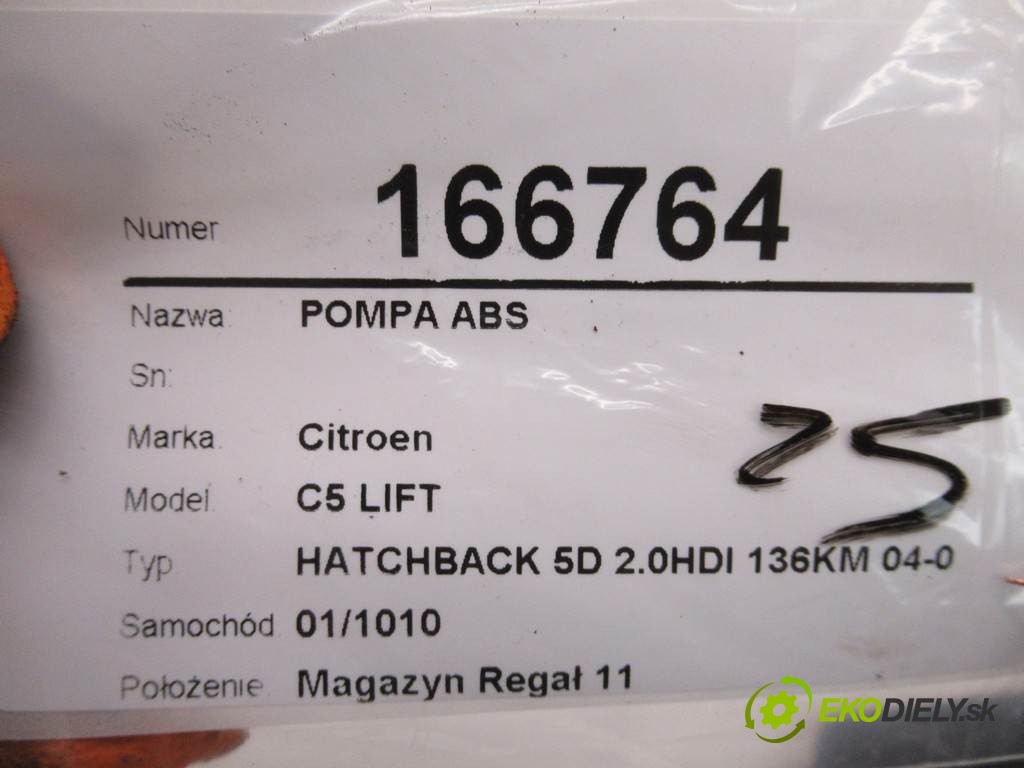 Numer 166764
Nazwa: POMPA ABS
Sn:
Marka: Citroen
25
Model: C5 LIFT
Typ HATCHBACK 5D 2.0HDI 136KM 04-0
Samochód 01/1010
Położenie Magazyn Regał 11
EKODIELY.sk